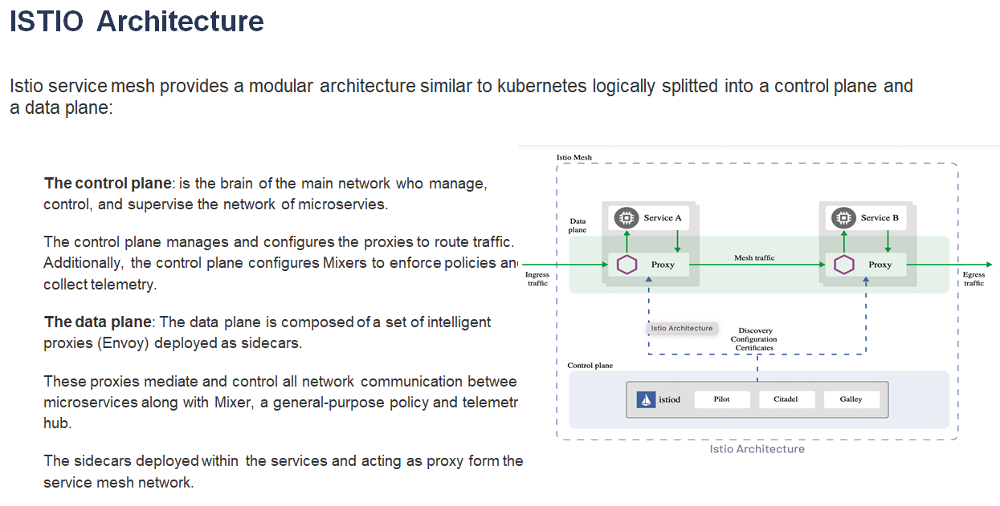 ISTIO Architecture
Istio service mesh provides a modular architecture similar to kubernetes logically splitted into a control plane and
a data plane:
The control plane: is the brain of the main network who manage,
control, and supervise the network of microservies.
The control plane manages and configures the proxies to route traffic.
Additionally, the control plane configures Mixers to enforce policies an
collect telemetry.
The data plane: The data plane is composed of a set of intelligent
proxies (Envoy) deployed as sidecars.
These proxies mediate and control all network communication betwee
microservices along with Mixer, a general-purpose policy and telemetr
hub.
The sidecars deployed within the services and acting as proxy form the
service mesh network.
Istio Mesh
Data
plane
Service A
Service B
Proxy
Mesh traffic
Proxy
Ingress
traffic
Egress
traffic
Istio Architecture
Discovery
Configuration
Certificates
Control plane
istiod
Pilot
Citadel
Galley
Istio Architecture